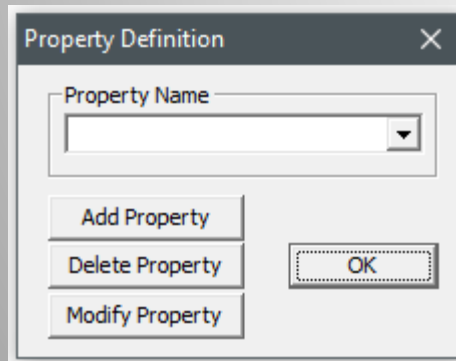 Property Definition
Property Name
Add Property
Delete Property
OK
Modify Property